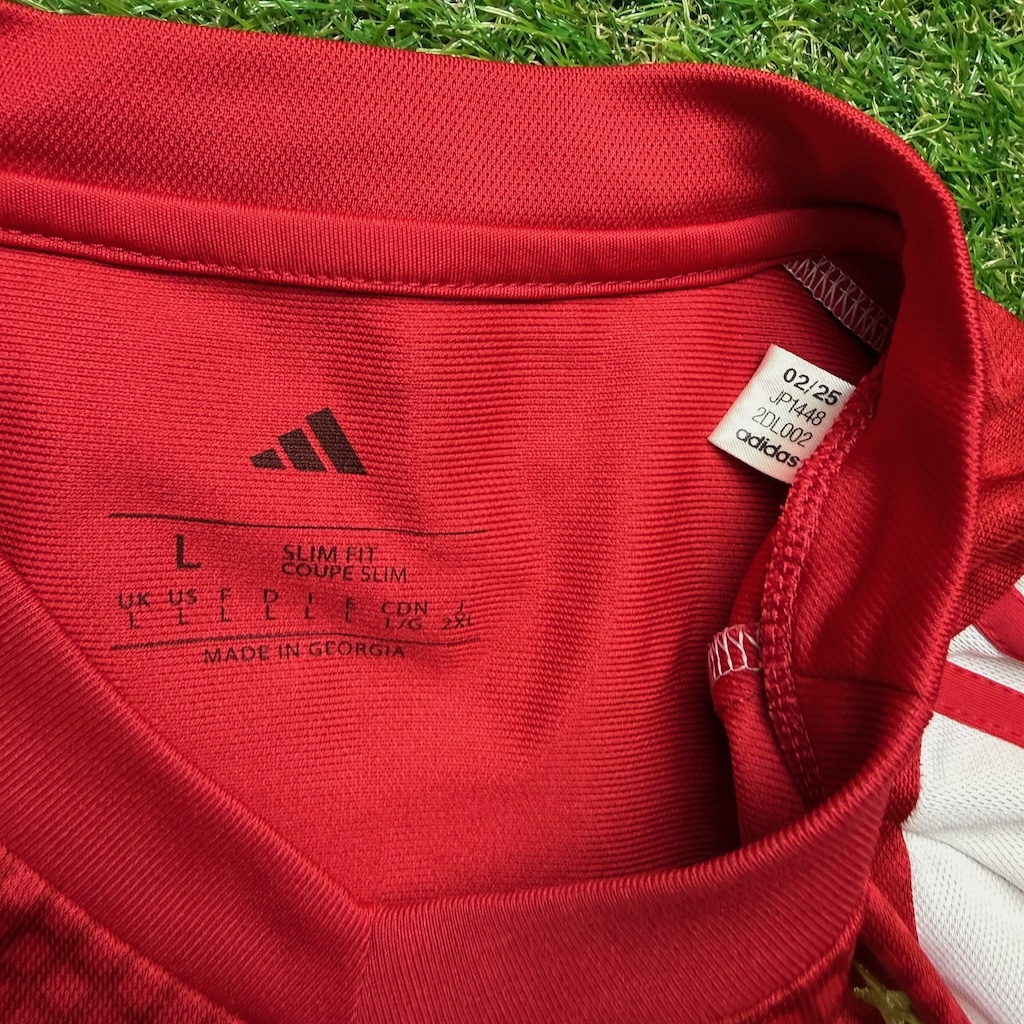 02/25
JP1448
2DL002
adidas
L SLIM FIT
COUPE SLIM
UK US F D I E CDN J
L L L L L L L/G 2XL
MADE IN GEORGIA